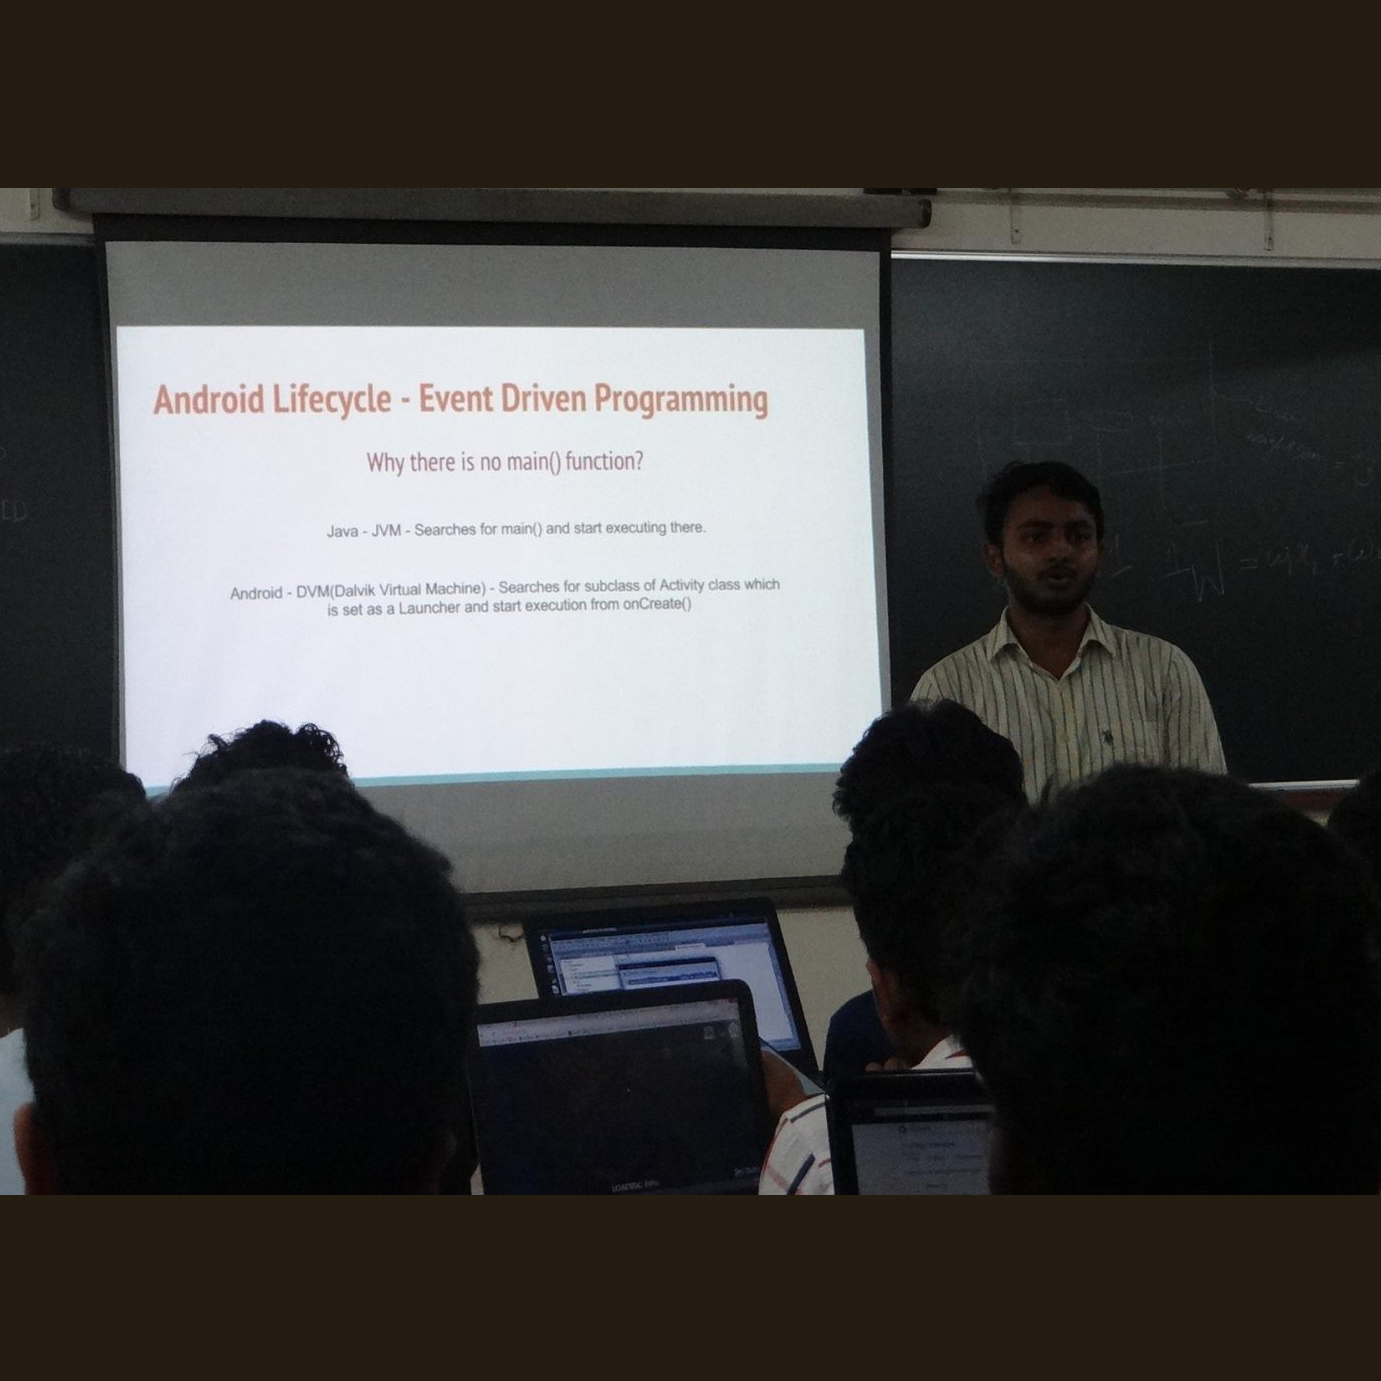 Android Lifecycle - Event Driven Programming
Why there is no main() function?
Java - JVM - Searches for main() and start executing there.
Android - DVM(Dalvik Virtual Machine) - Searches for subclass of Activity class which
is set as a Launcher and start execution from onCreate()